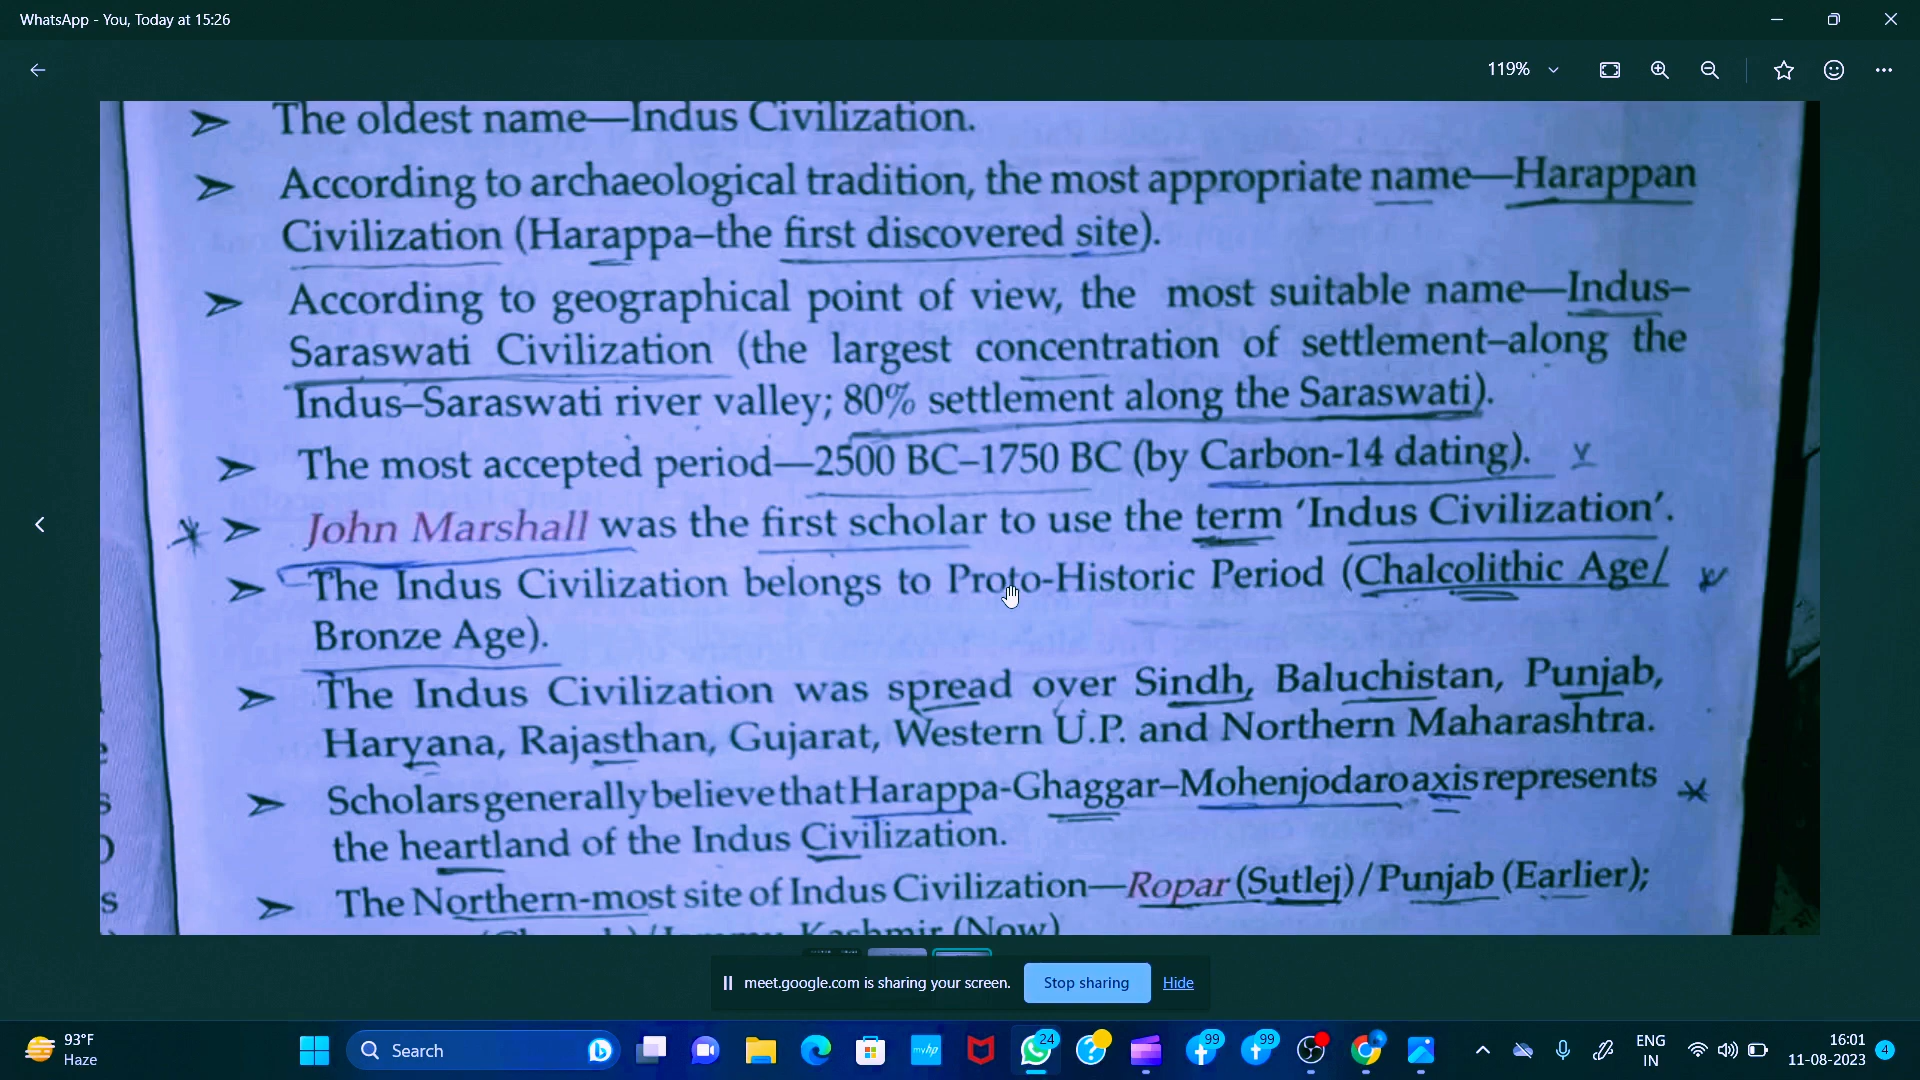 WhatsApp - You, Today at 15:26
119%
➢ The oldest name—Indus Civilization.
➢ According to archaeological tradition, the most appropriate name—Harappan
Civilization (Harappa–the first discovered site).
➢ According to geographical point of view, the most suitable name—Indus–
Saraswati Civilization (the largest concentration of settlement–along the
Indus–Saraswati river valley; 80% settlement along the Saraswati).
➢ The most accepted period—2500 BC–1750 BC (by Carbon-14 dating).
➢ John Marshall was the first scholar to use the term ‘Indus Civilization’.
➢ The Indus Civilization belongs to Proto-Historic Period (Chalcolithic Age/
Bronze Age).
➢ The Indus Civilization was spread over Sindh, Baluchistan, Punjab,
Haryana, Rajasthan, Gujarat, Western U.P. and Northern Maharashtra.
➢ Scholars generally believe that Harappa-Ghaggar–Mohenjodaro axis represents
the heartland of the Indus Civilization.
➢ The Northern-most site of Indus Civilization—Ropar (Sutlej)/Punjab (Earlier);
Kashmir (Now)
meet.google.com is sharing your screen. Stop sharing Hide
93°F
Haze
Search
myhp
24
99
99
ENG
IN
16:01
11-08-2023
4